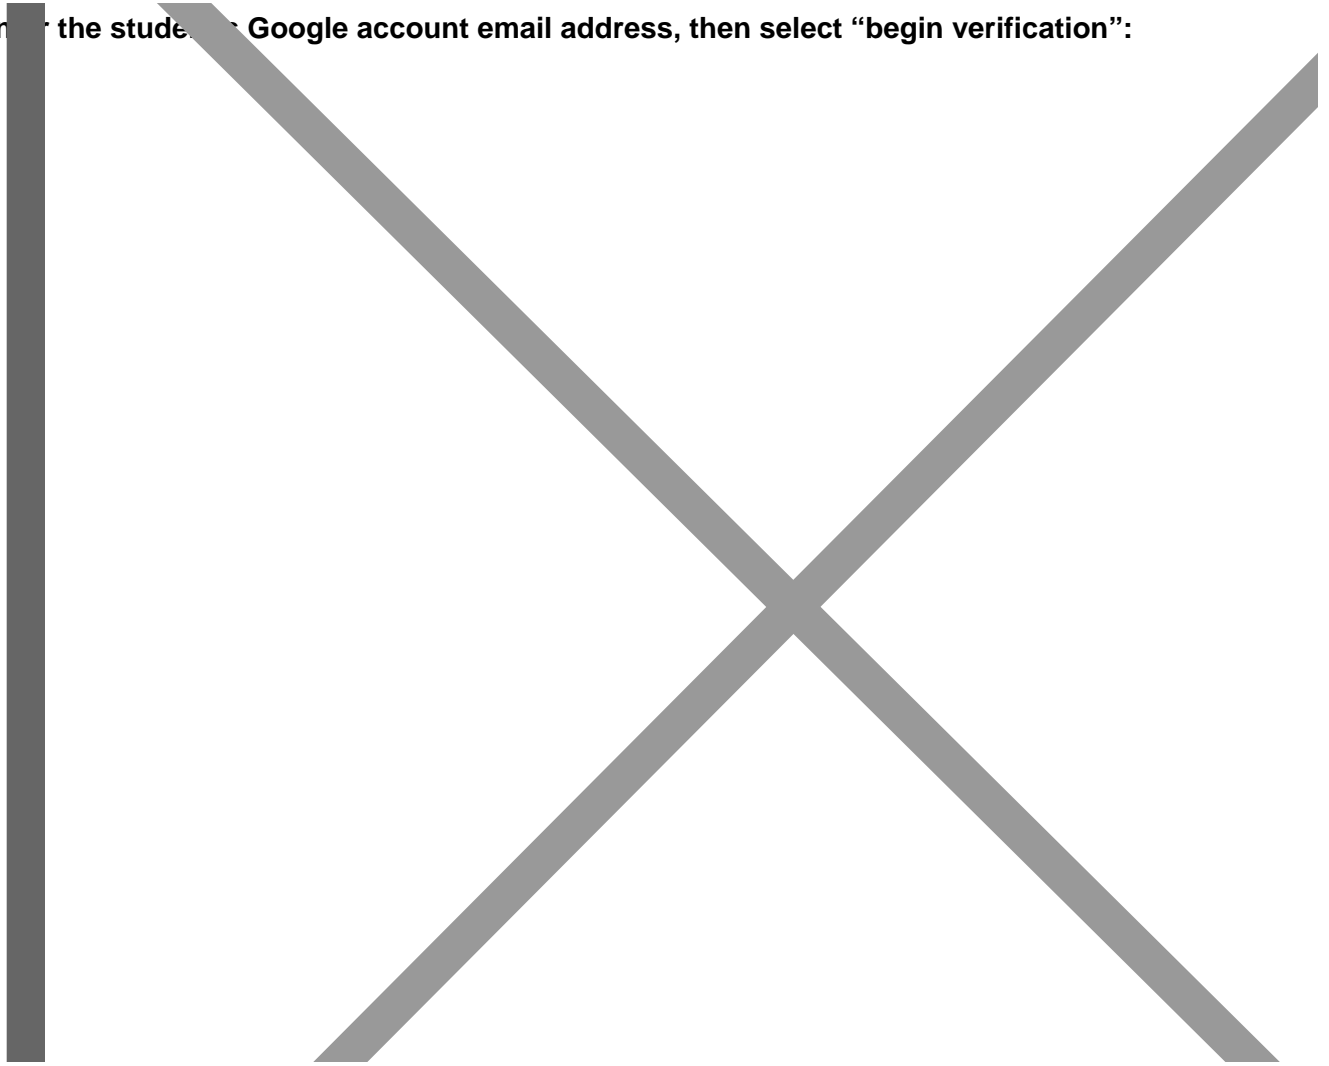 the Google account email address, then select “begin verification”: